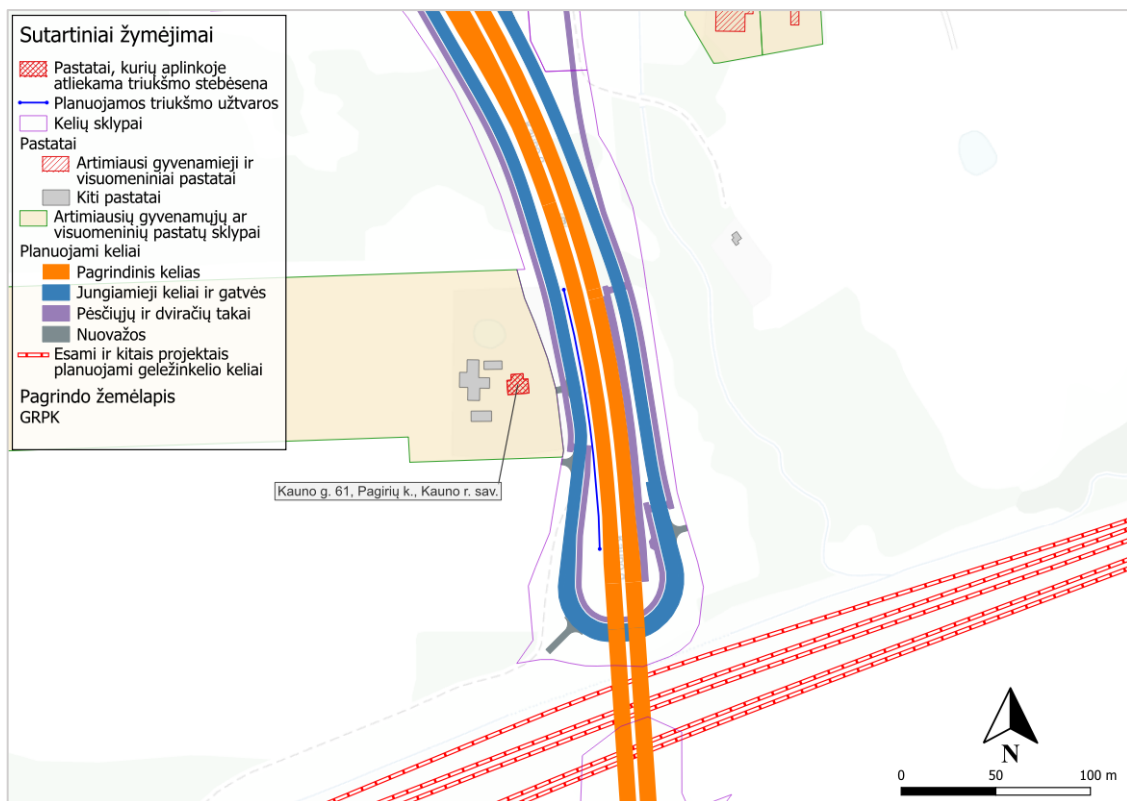 Sutartiniai žymėjimai
Pastatai, kurių aplinkoje
atliekama triukšmo stebėsena
Planuojamos triukšmo užtvaros
Kelių sklypai
Pastatai
Artimiausi gyvenamieji ir
visuomeniniai pastatai
Kiti pastatai
Artimiausių gyvenamųjų ar
visuomeninių pastatų sklypai
Planuojami keliai
Pagrindinis kelias
Jungiamieji keliai ir gatvės
Pėsčiųjų ir dviračių takai
Nuovažos
Esami ir kitais projektais
planuojami geležinkelio keliai
Pagrindo žemėlapis
GRPK
Kauno g. 61, Pagirių k., Kauno r. sav.
N
0 50 100 m